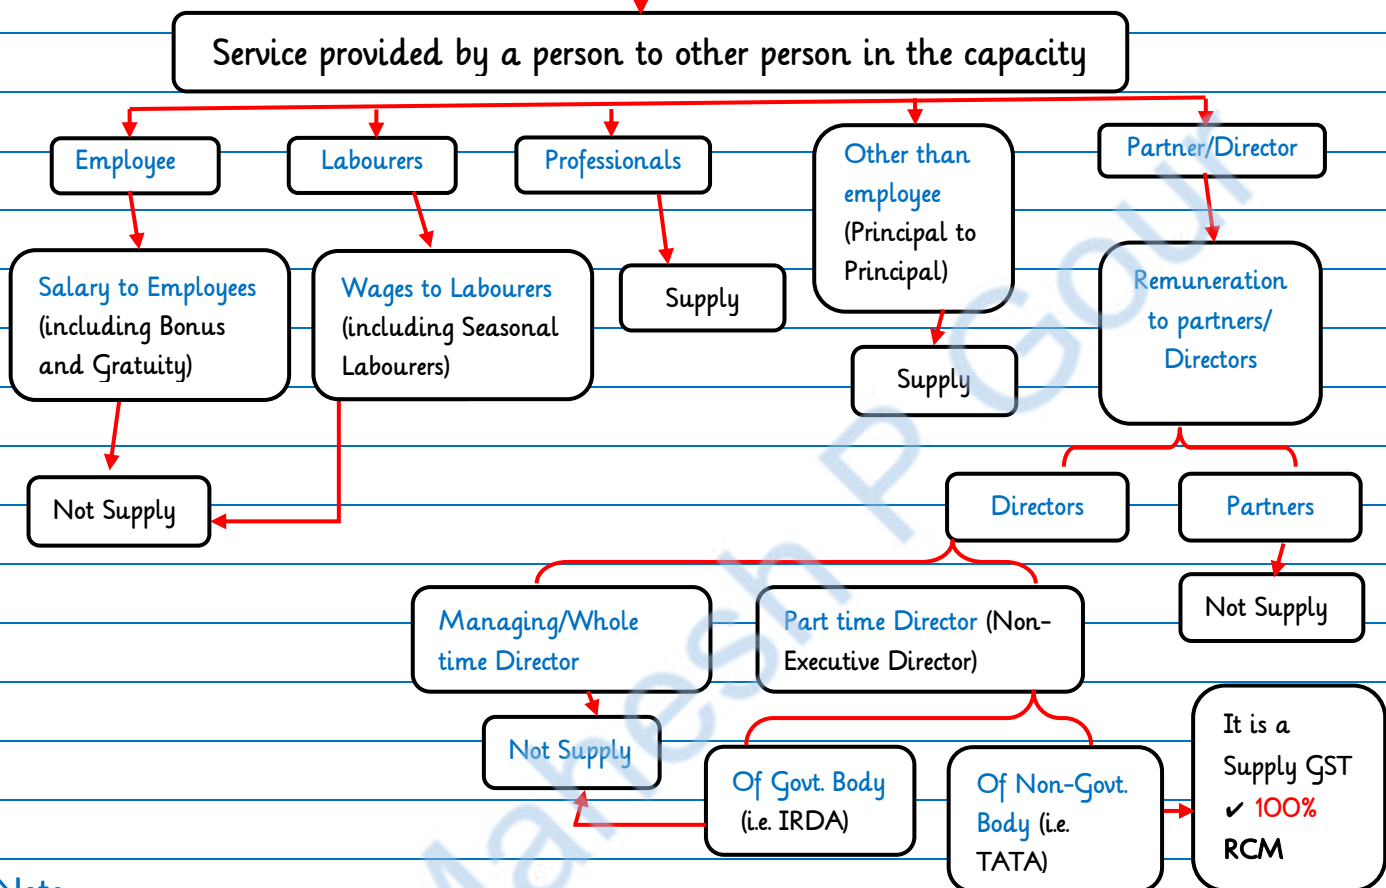 Service provided by a person to other person in the capacity
Employee
Labourers
Professionals
Other than
employee
(Principal to
Principal)
Partner/Director
Salary to Employees
(including Bonus
and Gratuity)
Wages to Labourers
(including Seasonal
Labourers)
Supply
Supply
Remuneration
to partners/
Directors
Not Supply
Directors
Partners
Managing/Whole
time Director
Part time Director (Non-
Executive Director)
Not Supply
Not Supply
Of Govt. Body
(i.e. IRDA)
Of Non-Govt.
Body (i.e.
TATA)
It is a
Supply GST
✔ 100%
RCM
Mahesh P Gour